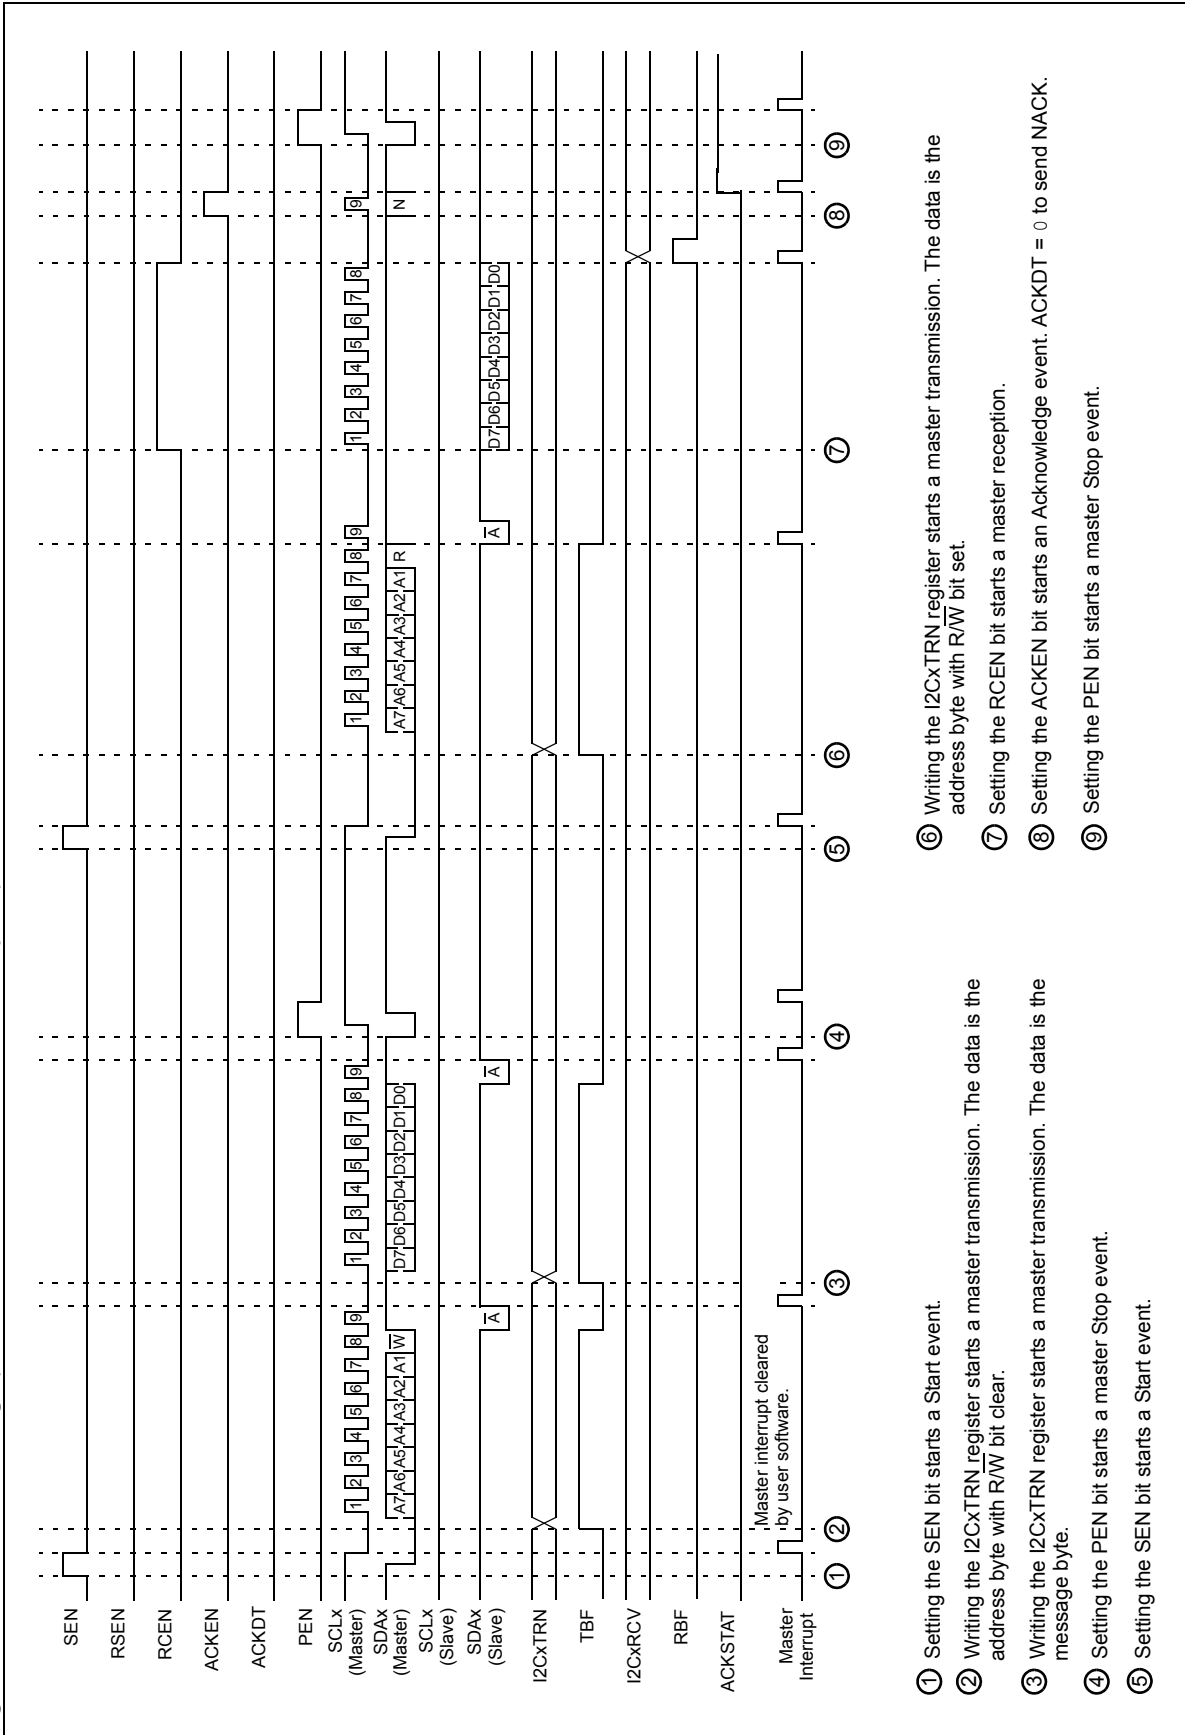 SEN
RSEN
RCEN
ACKEN
ACKDT
PEN
SCLx
(Master)
1 2 3 4 5 6 7 8 9 1 2 3 4 5 6 7 8 9 1 2 3 4 5 6 7 8 9 1 2 3 4 5 6 7 8 9
SDAx
(Master)
A7 A6 A5 A4 A3 A2 A1 W̅ D7 D6 D5 D4 D3 D2 D1 D0 A7 A6 A5 A4 A3 A2 A1 R N
SCLx
(Slave)
SDAx
(Slave)
A̅ A̅ A̅ D7 D6 D5 D4 D3 D2 D1 D0
I2CxTRN
TBF
I2CxRCV
RBF
ACKSTAT
Master
Interrupt
Master interrupt cleared
by user software.
1 2 3 4 5 6 7 8 9
1 Setting the SEN bit starts a Start event.
2 Writing the I2CxTRN register starts a master transmission. The data is the
address byte with R/W̅ bit clear.
3 Writing the I2CxTRN register starts a master transmission. The data is the
message byte.
4 Setting the PEN bit starts a master Stop event.
5 Setting the SEN bit starts a Start event.
6 Writing the I2CxTRN register starts a master transmission. The data is the
address byte with R/W̅ bit set.
7 Setting the RCEN bit starts a master reception.
8 Setting the ACKEN bit starts an Acknowledge event. ACKDT = 0 to send NACK.
9 Setting the PEN bit starts a master Stop event.